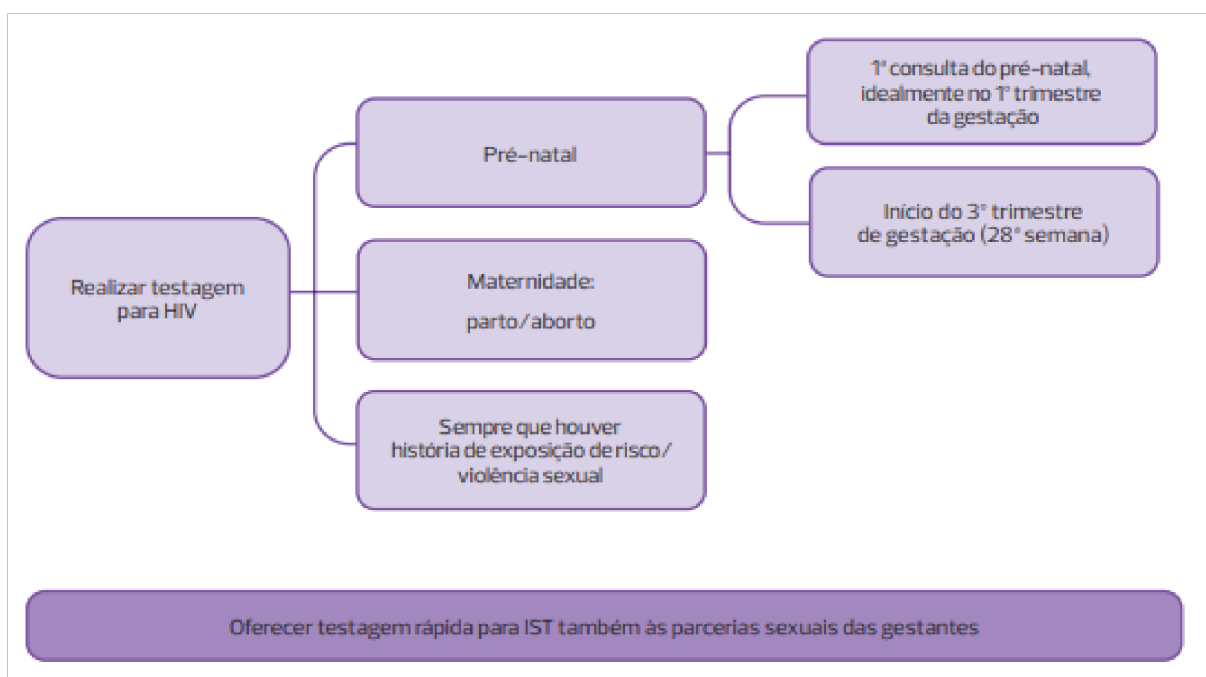 Realizar testagem
para HIV
Pré-natal
1ª consulta do pré-natal,
idealmente no 1º trimestre
da gestação
Início do 3º trimestre
de gestação (28ª semana)
Maternidade:
parto/aborto
Sempre que houver
história de exposição de risco/
violência sexual
Oferecer testagem rápida para IST também às parcerias sexuais das gestantes